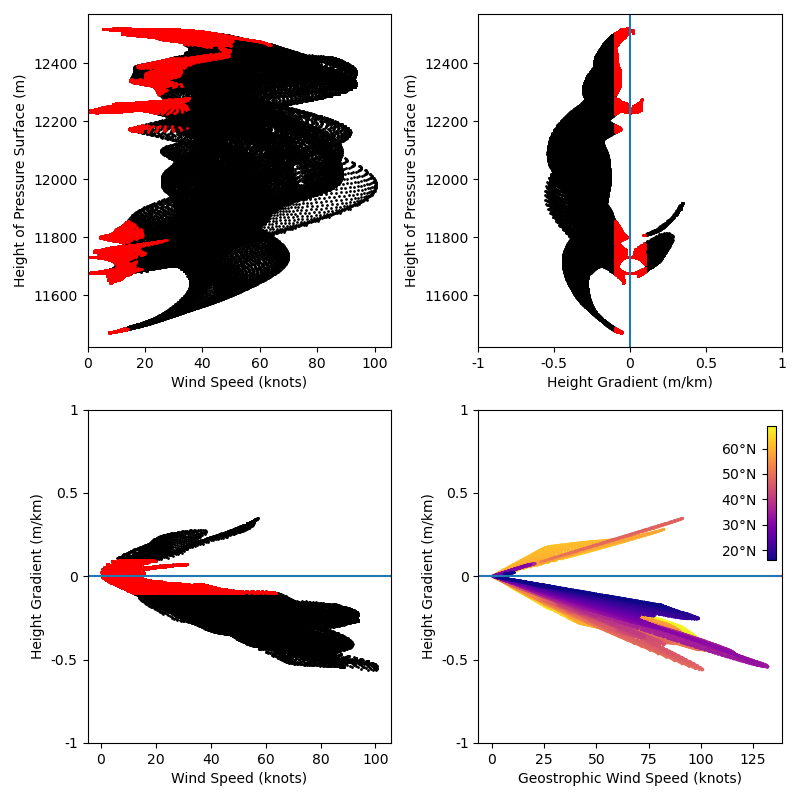 12400
12200
12000
11800
11600
Height of Pressure Surface (m)
0 20 40 60 80 100
Wind Speed (knots)
12400
12200
12000
11800
11600
Height of Pressure Surface (m)
-1 -0.5 0 0.5 1
Height Gradient (m/km)
1
0.5
0
-0.5
-1
Height Gradient (m/km)
0 20 40 60 80 100
Wind Speed (knots)
1
0.5
0
-0.5
-1
Height Gradient (m/km)
60°N
50°N
40°N
30°N
20°N
0 25 50 75 100 125
Geostrophic Wind Speed (knots)